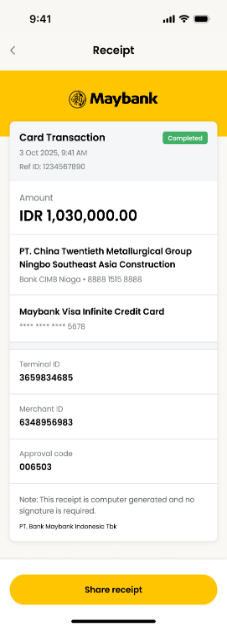 9:41
Receipt
Maybank
Card Transaction
Completed
3 Oct 2025, 9:41 AM
Ref ID: 1234567890
Amount
IDR 1,030,000.00
PT. China Twentieth Metallurgical Group
Ningbo Southeast Asia Construction
Bank CIMB Niaga • 8888 1515 8888
Maybank Visa Infinite Credit Card
**** **** **** 5678
Terminal ID
3659834685
Merchant ID
6348956983
Approval code
006503
Note: This receipt is computer generated and no
signature is required.
PT. Bank Maybank Indonesia Tbk
Share receipt